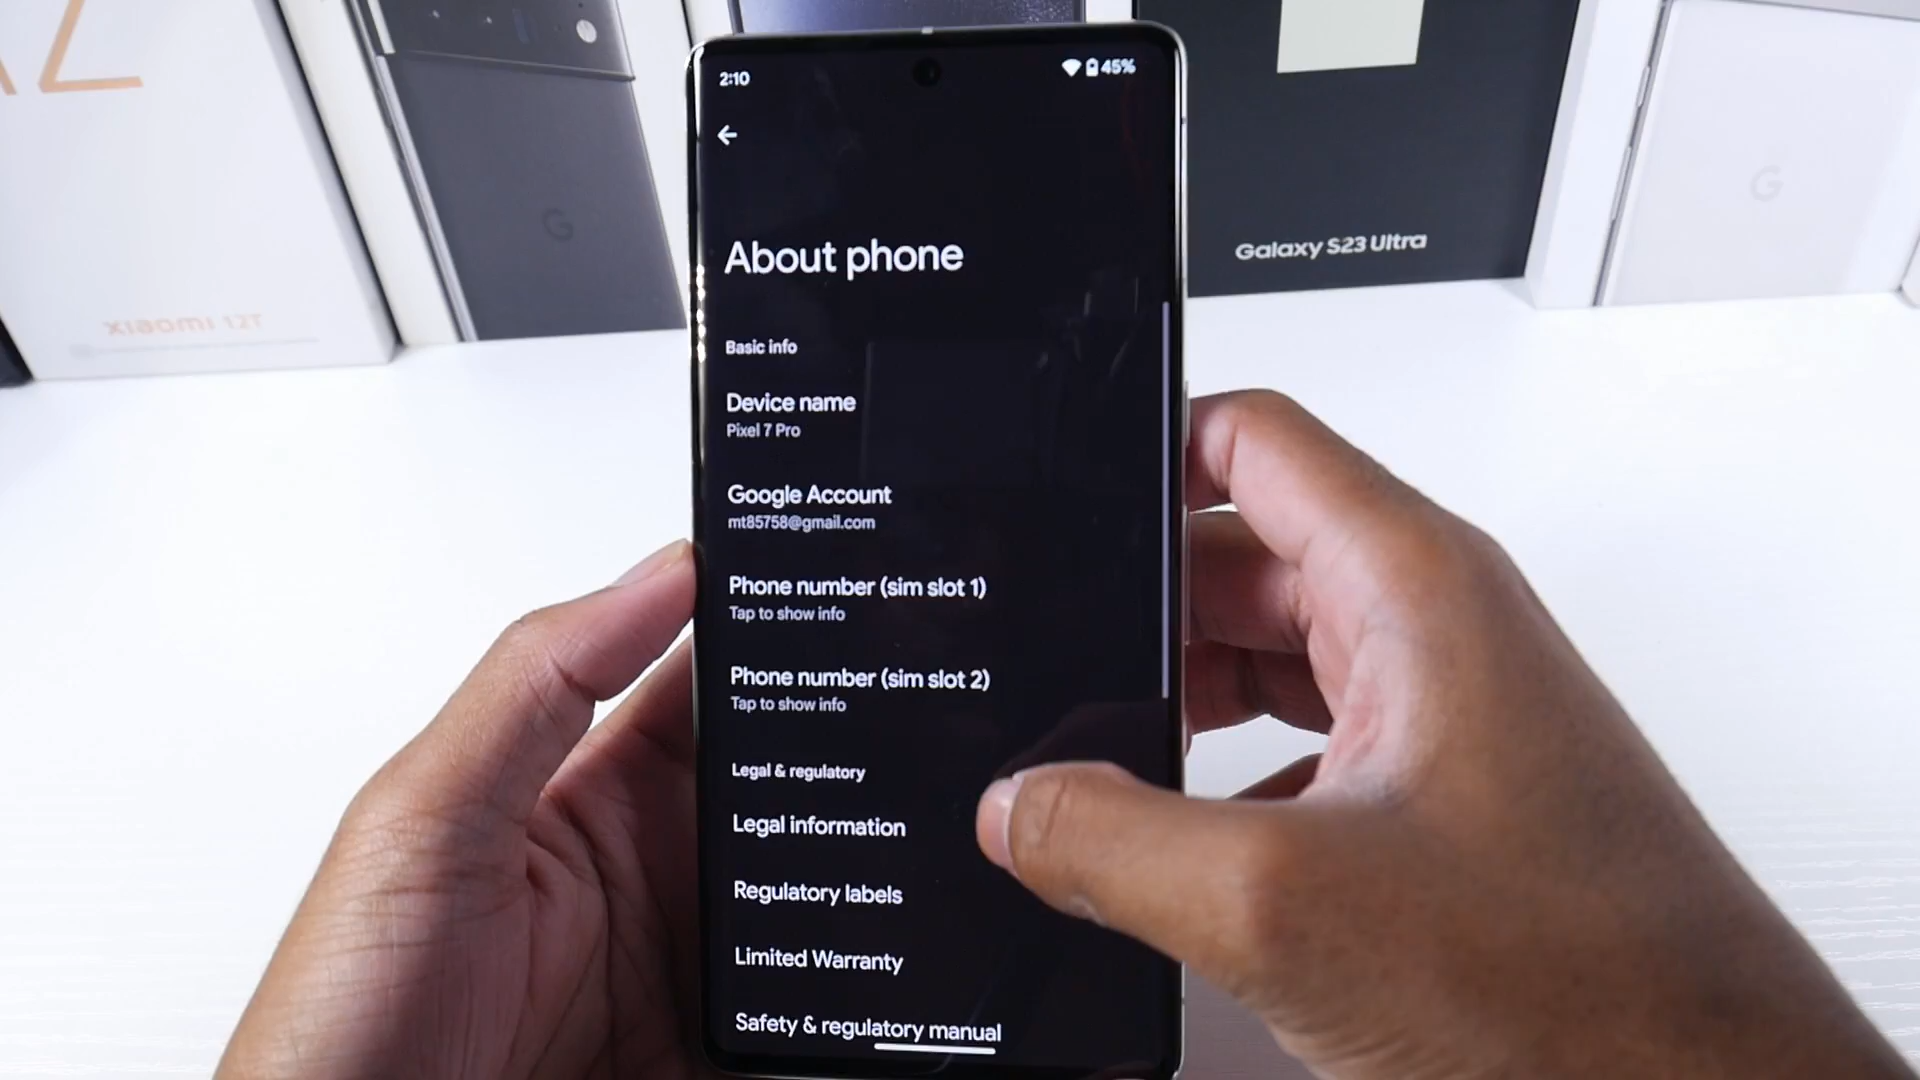 xiaomi 12T
G
Galaxy S23 Ultra
G
2:10
45%
About phone
Basic info
Device name
Pixel 7 Pro
Google Account
mt85758@gmail.com
Phone number (sim slot 1)
Tap to show info
Phone number (sim slot 2)
Tap to show info
Legal & regulatory
Legal information
Regulatory labels
Limited Warranty
Safety & regulatory manual